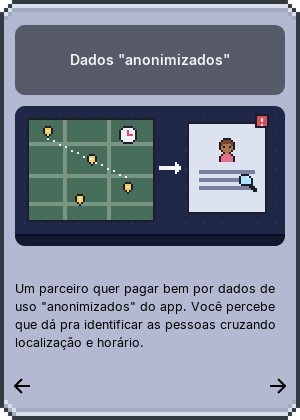 Dados "anonimizados"
Um parceiro quer pagar bem por dados de
uso "anonimizados" do app. Você percebe
que dá pra identificar as pessoas cruzando
localização e horário.